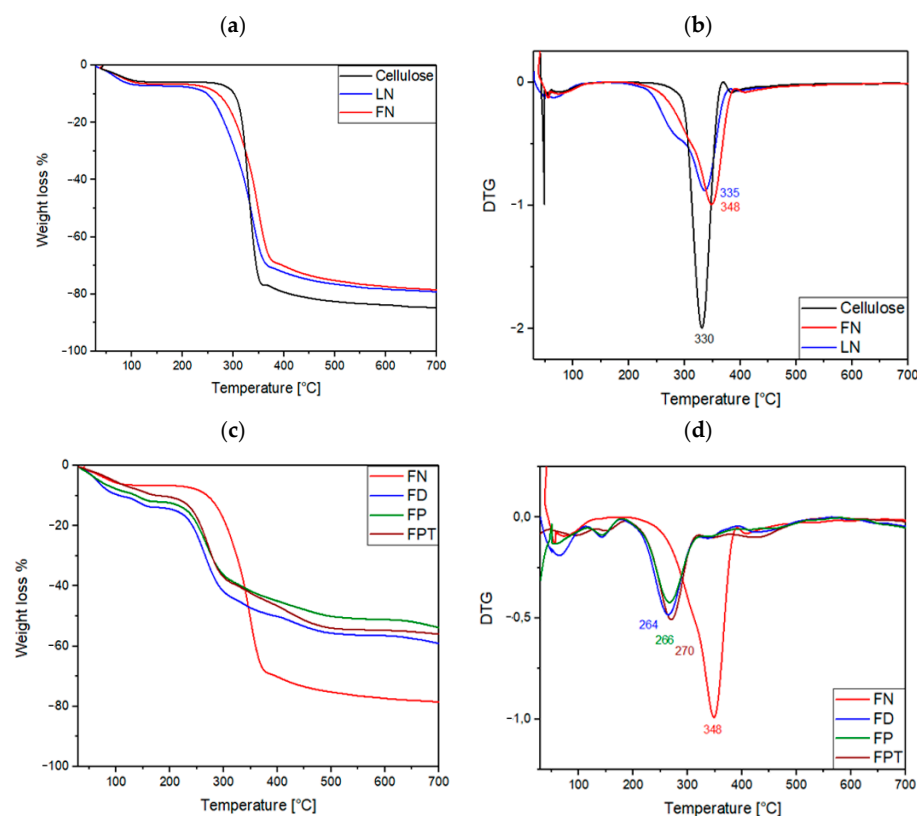 (a)
(b)
0
−20
−40
−60
−80
−100
Weight loss %
Cellulose
LN
FN
100 200 300 400 500 600 700
Temperature [°C]
0
−1
−2
DTG
335
348
330
Cellulose
FN
LN
100 200 300 400 500 600 700
Temperature [°C]
(c)
(d)
0
−20
−40
−60
−80
−100
Weight loss %
FN
FD
FP
FPT
100 200 300 400 500 600 700
Temperature [°C]
0.0
−0.5
−1.0
DTG
264
266
270
348
FN
FD
FP
FPT
100 200 300 400 500 600 700
Temperature [°C]